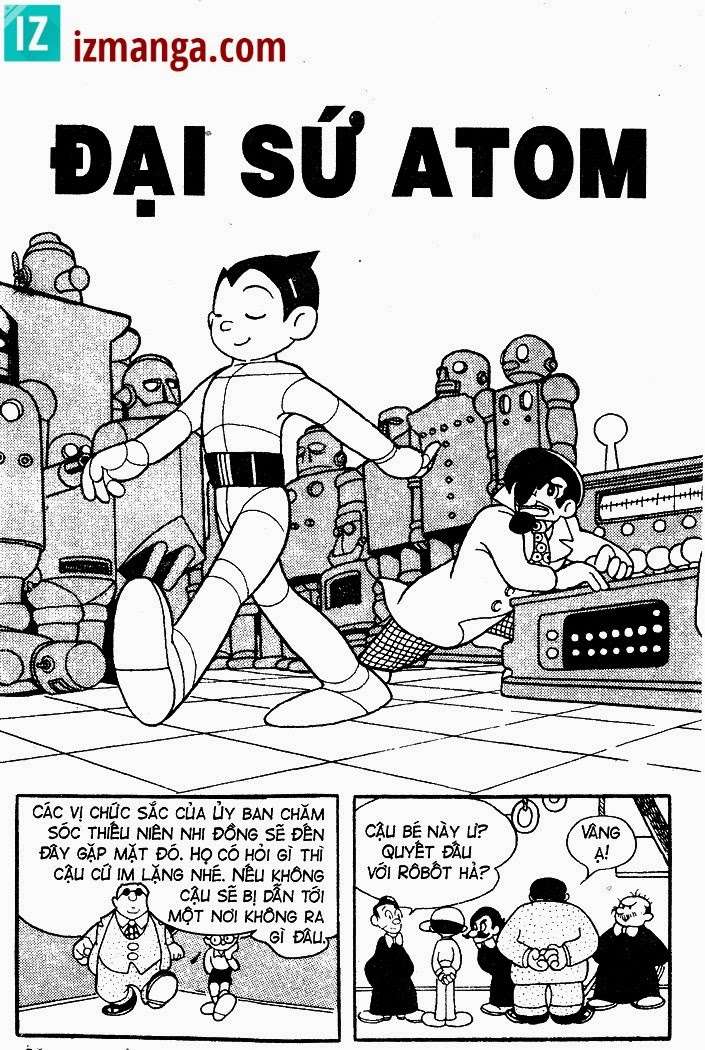 IZ
izmanga.com
ĐẠI SỨ ATOM
CÁC VỊ CHỨC SẮC CỦA ỦY BAN CHĂM
SÓC THIẾU NIÊN NHI ĐỒNG SẼ ĐẾN
ĐÂY GẶP MẶT ĐÓ. HỌ CÓ HỎI GÌ THÌ
CẬU CỨ IM LẶNG NHÉ. NẾU KHÔNG
CẬU SẼ BỊ DẪN TỚI
MỘT NƠI KHÔNG RA
GÌ ĐÂU.
CẬU BÉ NÀY Ư?
QUYẾT ĐẤU
VỚI RÔBỐT HẢ?
VÂNG
Ạ!